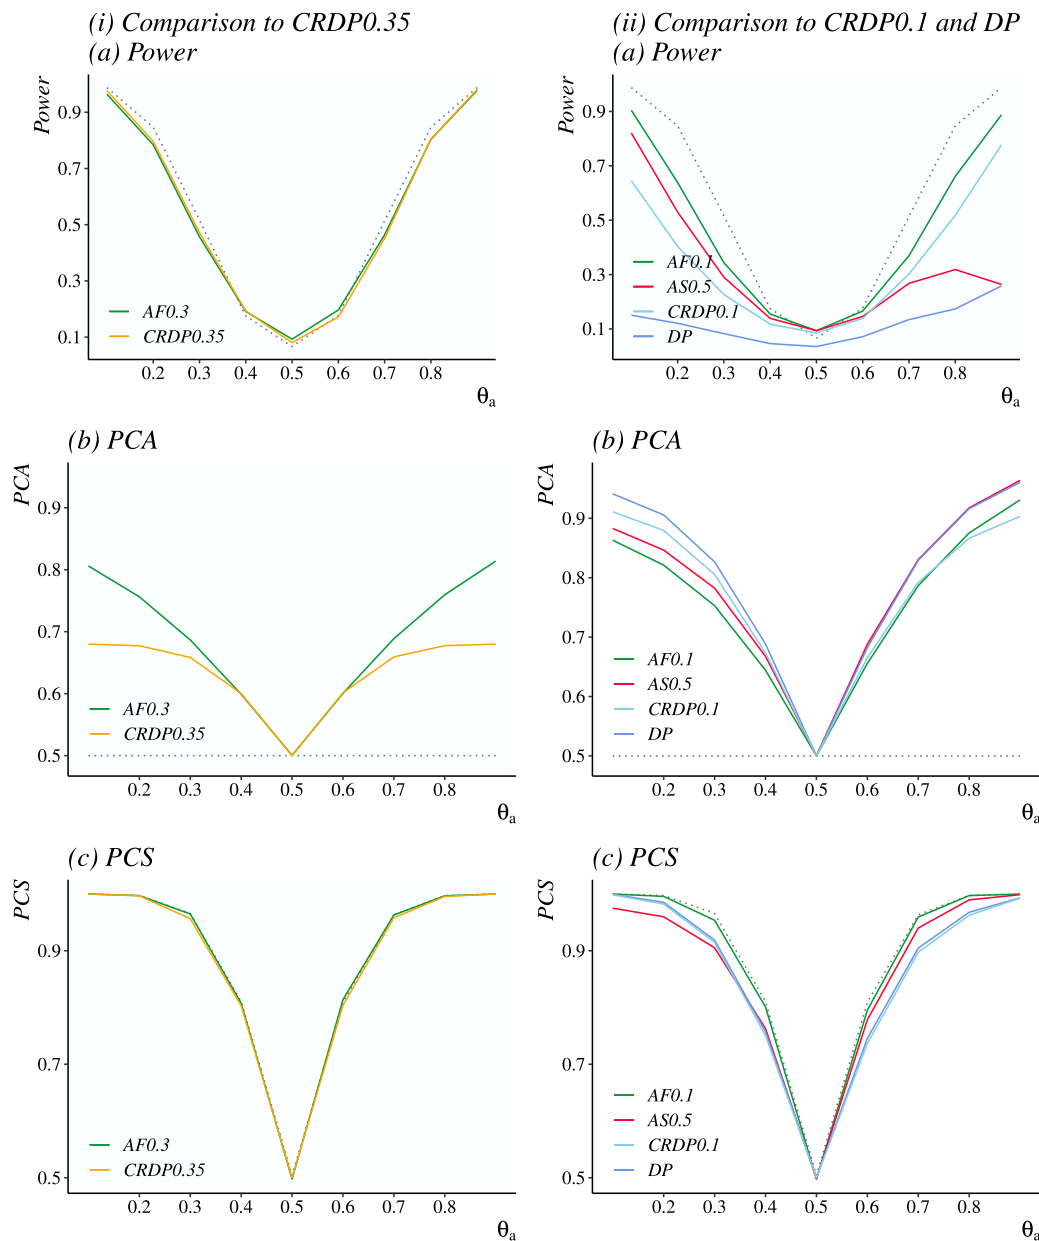 (i) Comparison to CRDP0.35
(a) Power
Power
0.9
0.7
0.5
0.3
0.1
AF0.3
CRDP0.35
0.2 0.3 0.4 0.5 0.6 0.7 0.8
θa
(ii) Comparison to CRDP0.1 and DP
(a) Power
Power
0.9
0.7
0.5
0.3
0.1
AF0.1
AS0.5
CRDP0.1
DP
0.2 0.3 0.4 0.5 0.6 0.7 0.8
θa
(b) PCA
PCA
0.9
0.8
0.7
0.6
0.5
AF0.3
CRDP0.35
0.2 0.3 0.4 0.5 0.6 0.7 0.8
θa
(b) PCA
PCA
0.9
0.8
0.7
0.6
0.5
AF0.1
AS0.5
CRDP0.1
DP
0.2 0.3 0.4 0.5 0.6 0.7 0.8
θa
(c) PCS
PCS
0.9
0.7
0.5
AF0.3
CRDP0.35
0.2 0.3 0.4 0.5 0.6 0.7 0.8
θa
(c) PCS
PCS
0.9
0.7
0.5
AF0.1
AS0.5
CRDP0.1
DP
0.2 0.3 0.4 0.5 0.6 0.7 0.8
θa